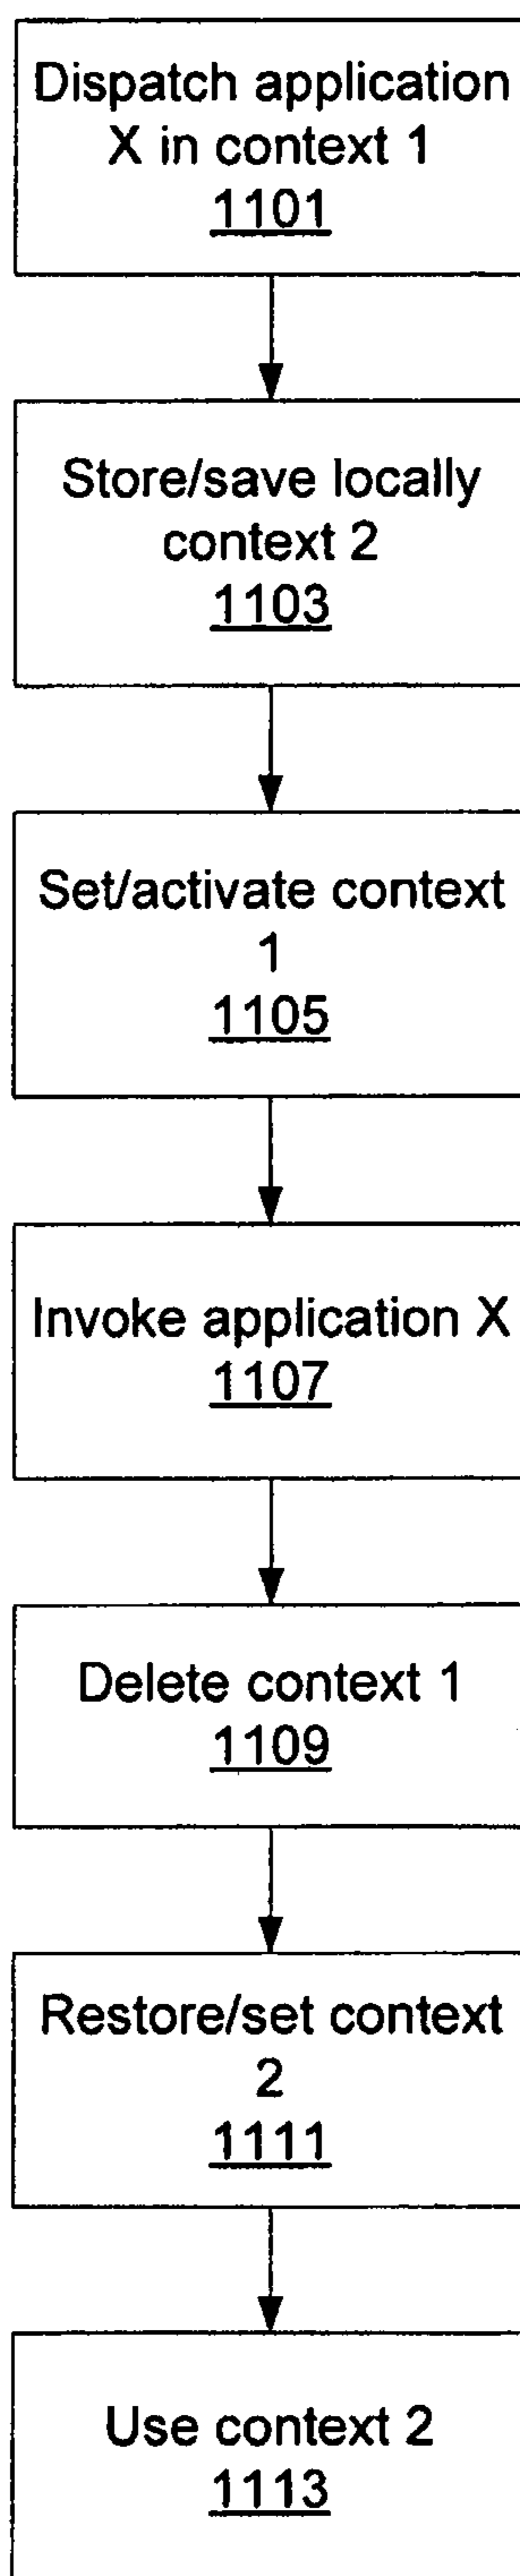 Dispatch application
X in context 1
1101
Store/save locally
context 2
1103
Set/activate context
1
1105
Invoke application X
1107
Delete context 1
1109
Restore/set context
2
1111
Use context 2
1113